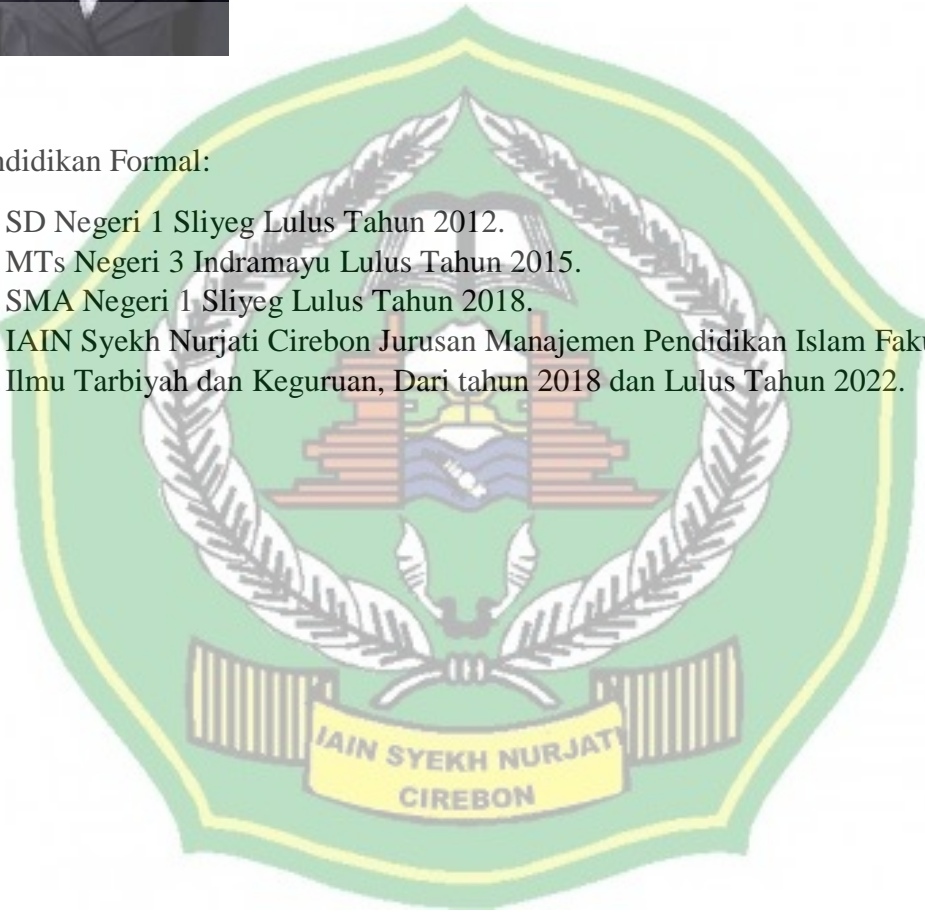 ndidikan Formal:
SD Negeri 1 Sliyeg Lulus Tahun 2012.
MTs Negeri 3 Indramayu Lulus Tahun 2015.
SMA Negeri 1 Sliyeg Lulus Tahun 2018.
IAIN Syekh Nurjati Cirebon Jurusan Manajemen Pendidikan Islam Faku
Ilmu Tarbiyah dan Keguruan, Dari tahun 2018 dan Lulus Tahun 2022.
IAIN SYEKH NURJATI
CIREBON